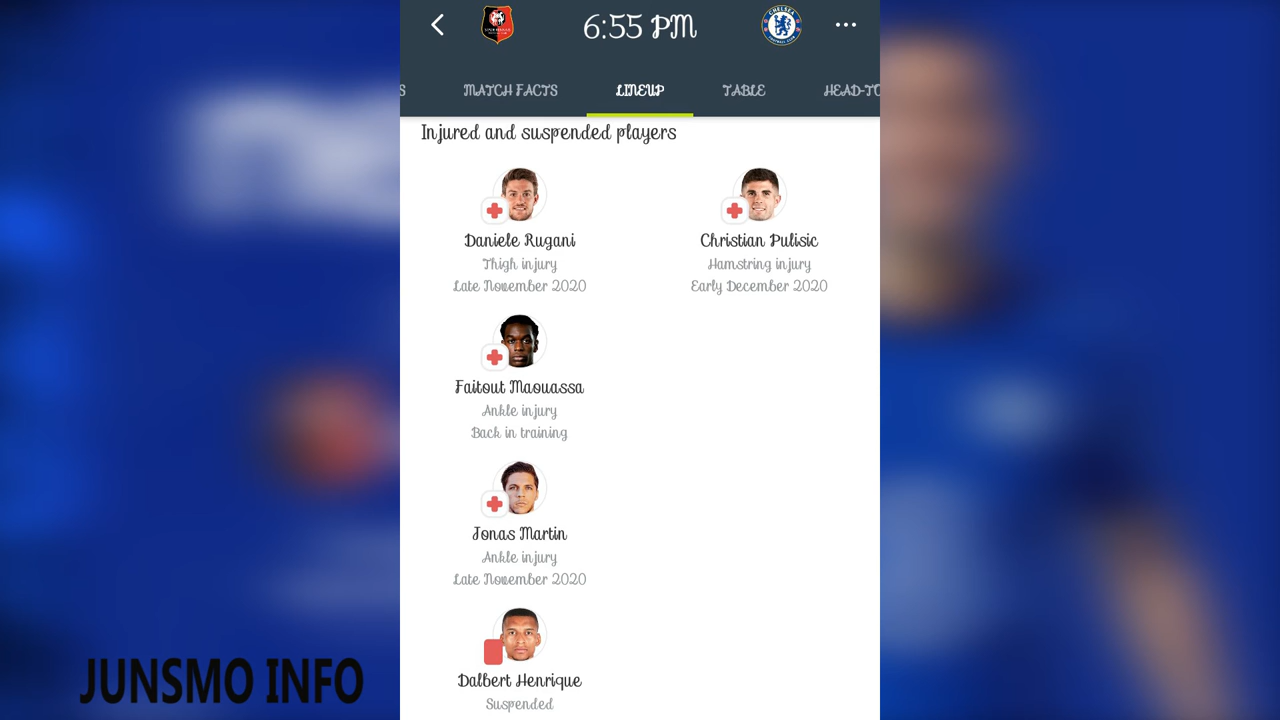 6:55 PM
S MATCH FACTS LINEUP TABLE HEAD-TO
Injured and suspended players
Daniele Rugani
Thigh injury
Late November 2020
Christian Pulisic
Hamstring injury
Early December 2020
Faitout Maouassa
Ankle injury
Back in training
Jonas Martin
Ankle injury
Late November 2020
Dalbert Henrique
Suspended
JUNSMO INFO